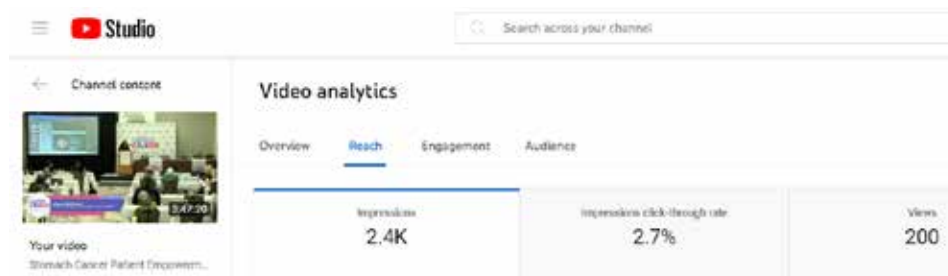 Studio
Search across your channel
Channel content
Video analytics
Overview Reach Engagement Audience
3:47:20
Impressions Impressions click-through rate Views
2.4K 2.7% 200
Your video
Stomach Cancer Patient Empowerm...